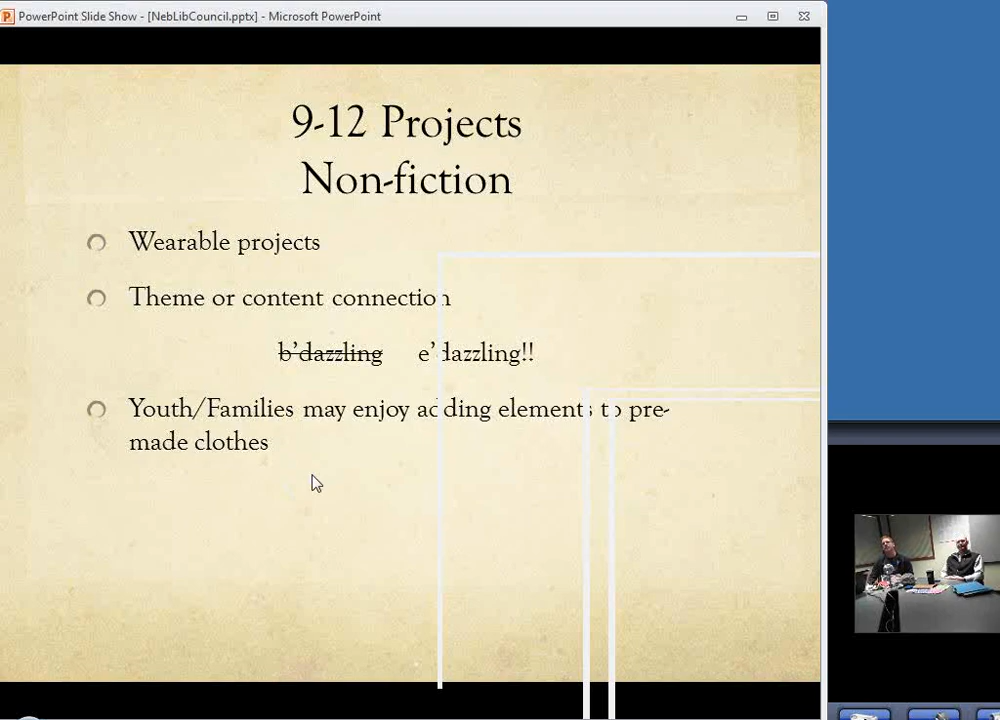 PowerPoint Slide Show - [NebLibCouncil.pptx] - Microsoft PowerPoint
9-12 Projects
Non-fiction
Wearable projects
Theme or content connection
b'dazzling e'dazzling!!
Youth/Families may enjoy adding elements to pre-
made clothes